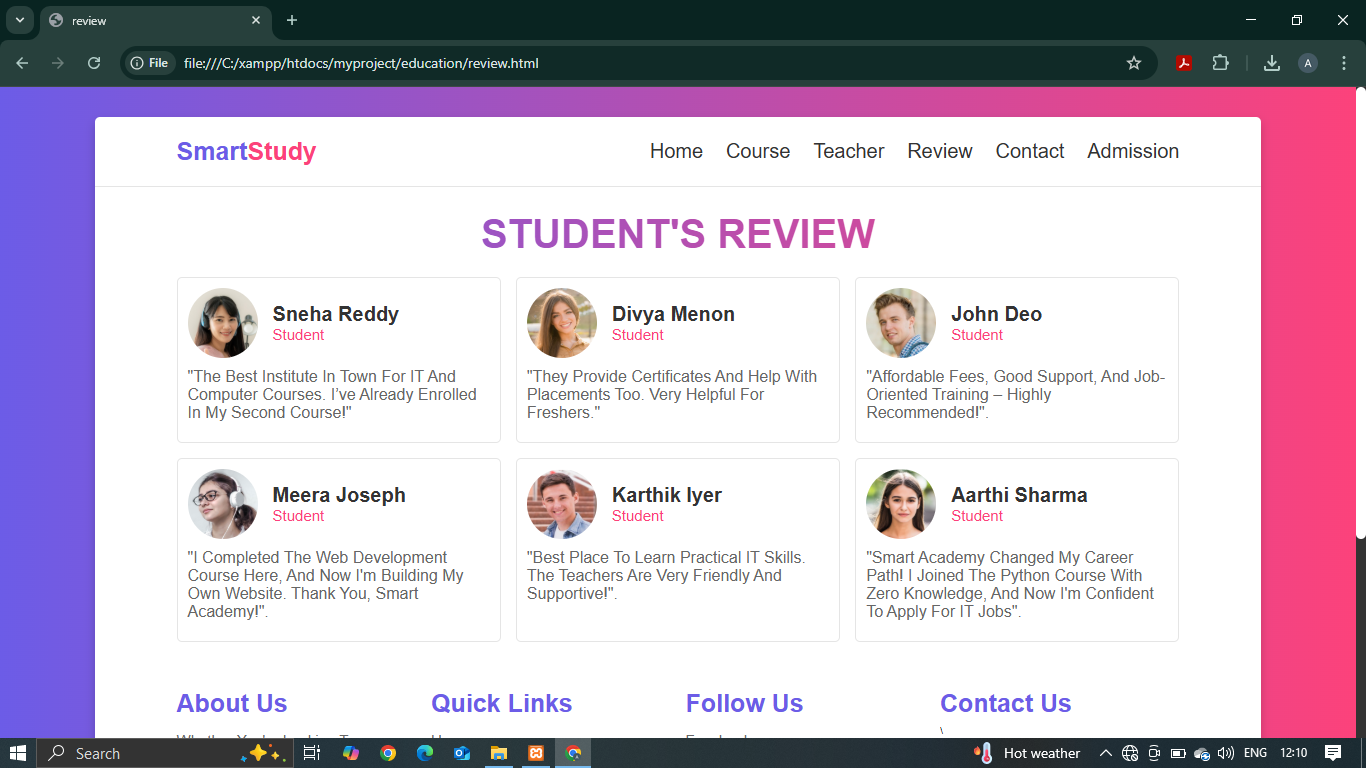 review
File
file:///C:/xampp/htdocs/myproject/education/review.html
A
SmartStudy
Home
Course
Teacher
Review
Contact
Admission
STUDENT'S REVIEW
Sneha Reddy
Student
"The Best Institute In Town For IT And
Computer Courses. I’ve Already Enrolled
In My Second Course!"
Divya Menon
Student
"They Provide Certificates And Help With
Placements Too. Very Helpful For
Freshers."
John Deo
Student
"Affordable Fees, Good Support, And Job-
Oriented Training – Highly
Recommended!".
Meera Joseph
Student
"I Completed The Web Development
Course Here, And Now I'm Building My
Own Website. Thank You, Smart
Academy!".
Karthik Iyer
Student
"Best Place To Learn Practical IT Skills.
The Teachers Are Very Friendly And
Supportive!".
Aarthi Sharma
Student
"Smart Academy Changed My Career
Path! I Joined The Python Course With
Zero Knowledge, And Now I'm Confident
To Apply For IT Jobs".
About Us
Quick Links
Follow Us
Contact Us
\
Search
Hot weather
ENG
12:10